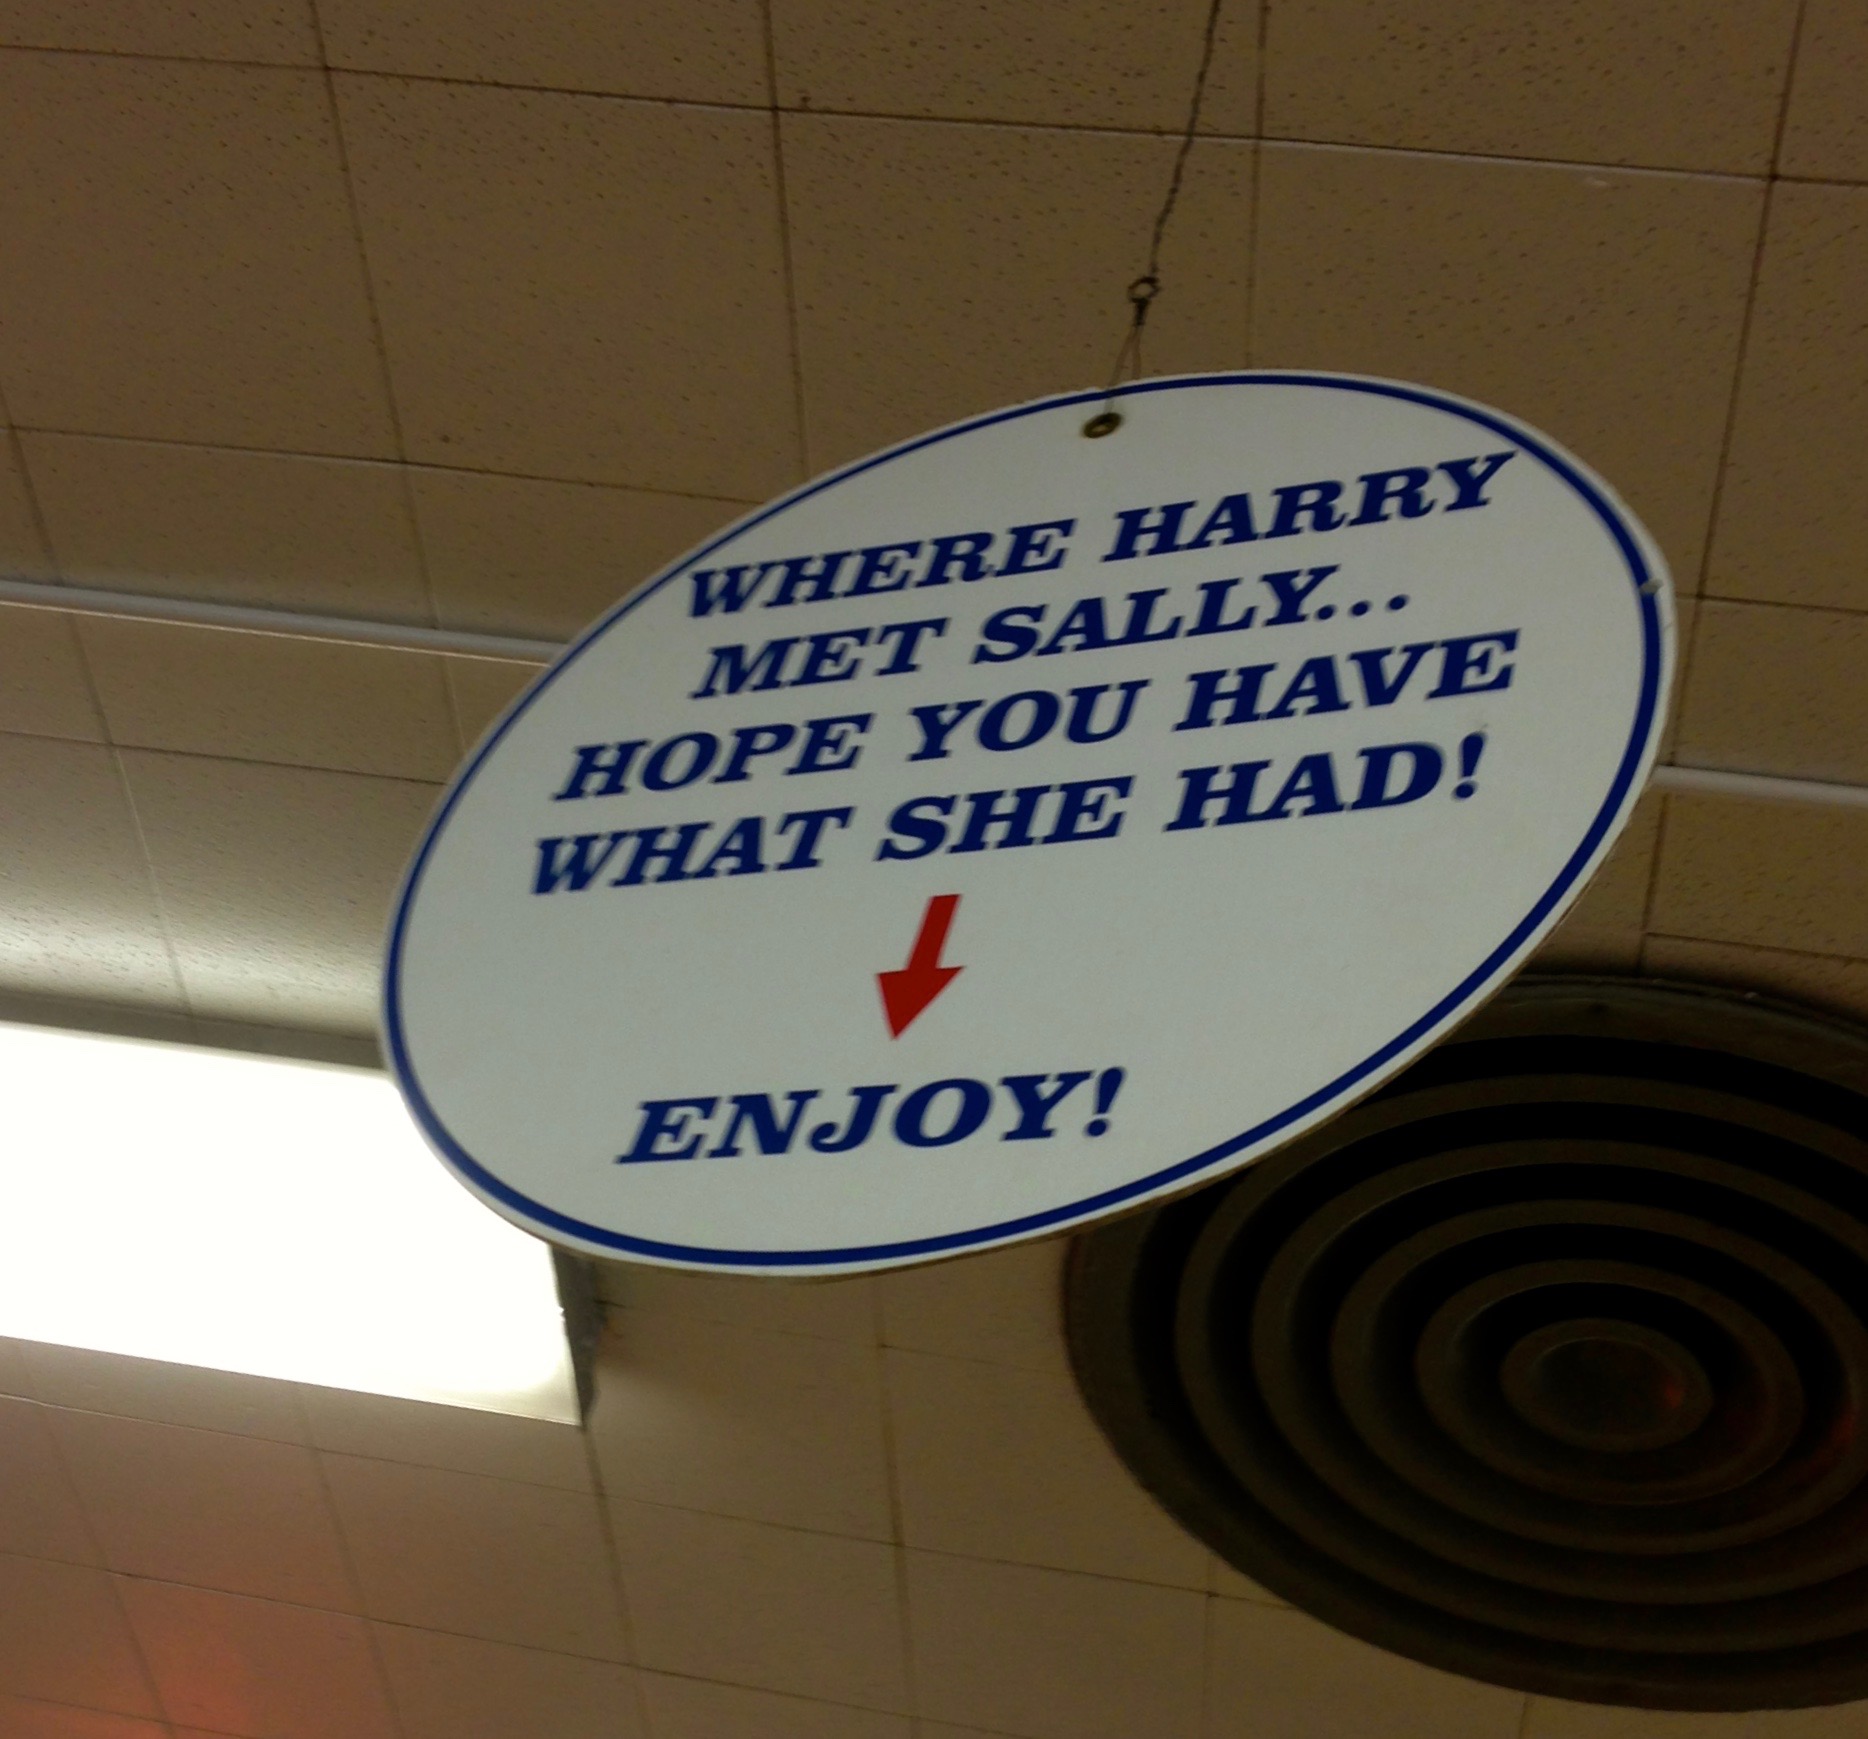 WHERE HARRY
MET SALLY...
HOPE YOU HAVE
WHAT SHE HAD!
ENJOY!